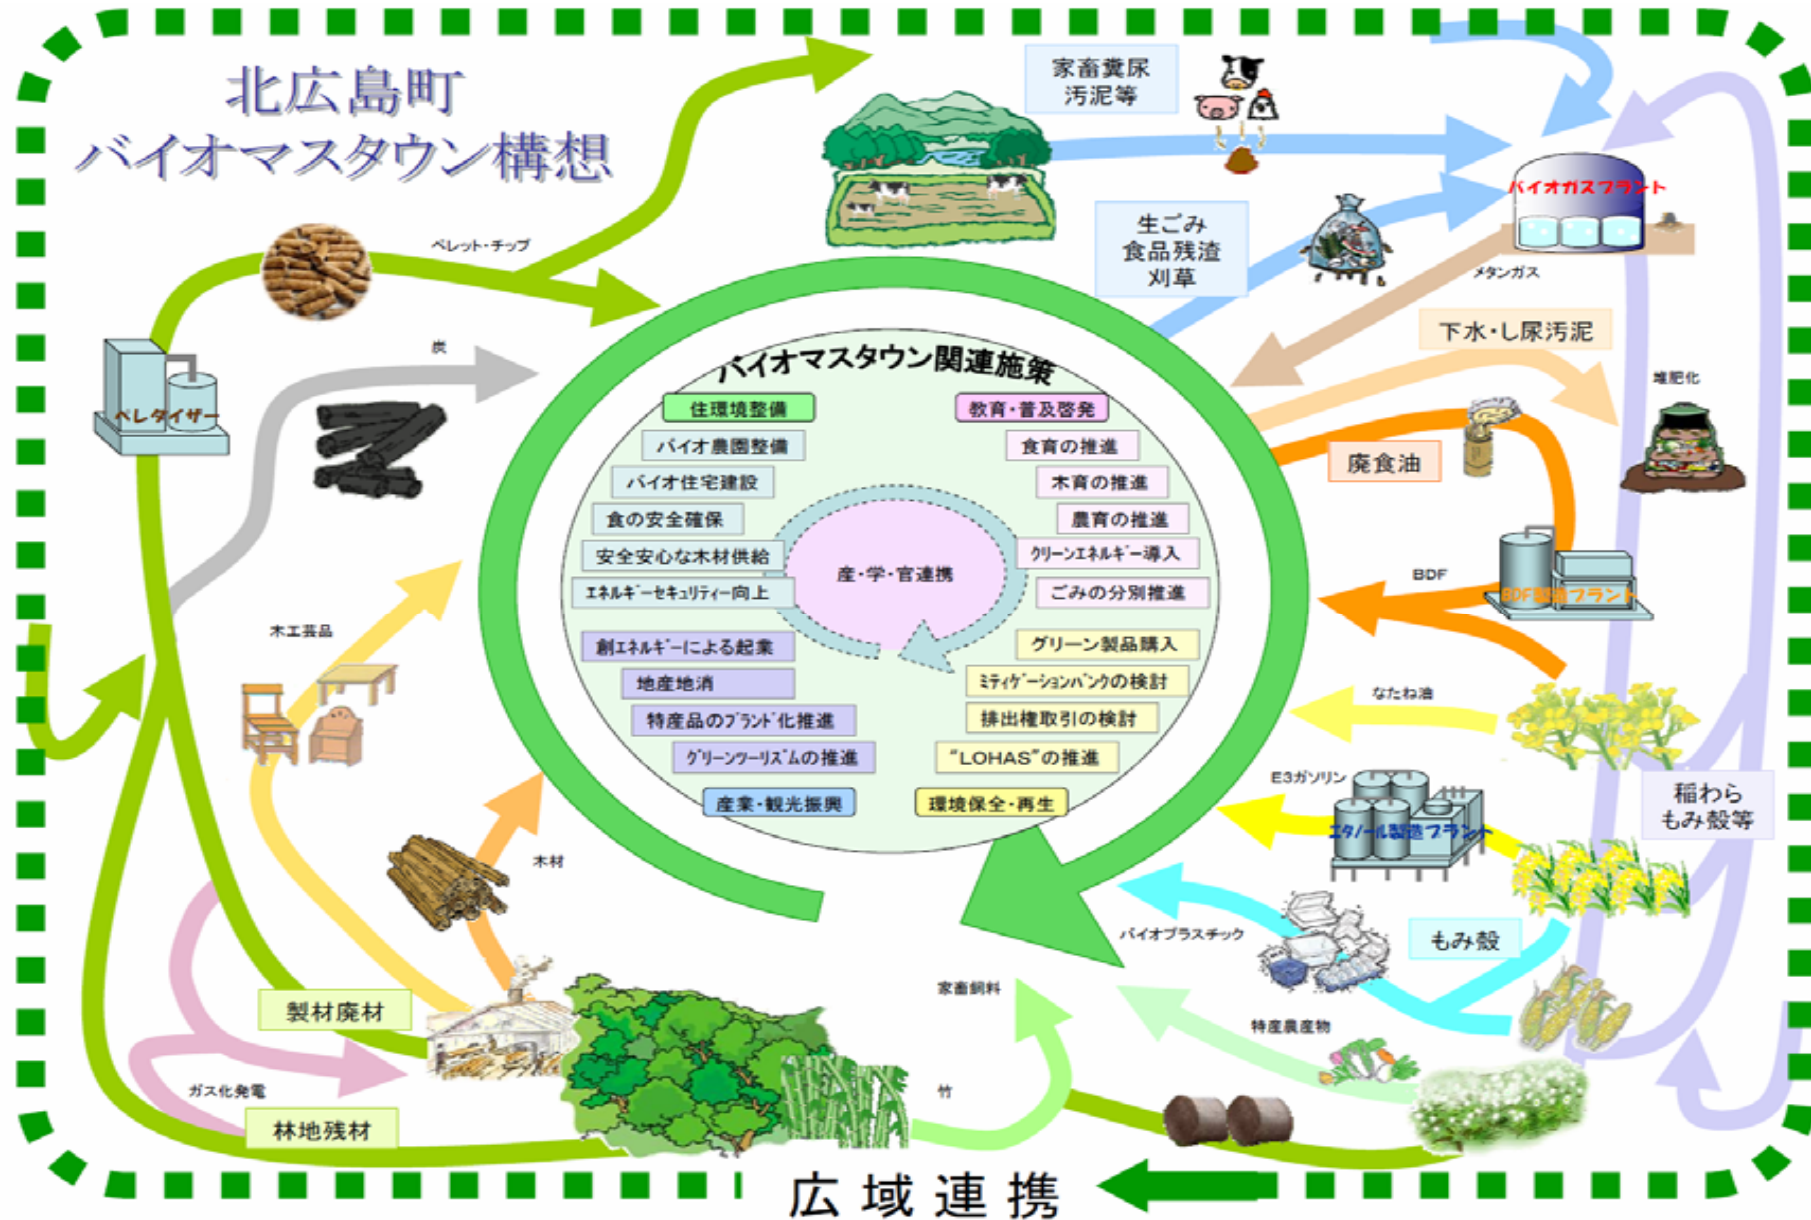 北広島町
バイオマスタウン構想
家畜糞尿
汚泥等
バイオガスプラント
生ごみ
食品残渣
刈草
メタンガス
ペレット・チップ
炭
ペレタイザー
下水・し尿汚泥
堆肥化
廃食油
BDF
BDF製造プラント
なたね油
E3ガソリン
エタノール製造プラント
稲わら
もみ殻等
バイオプラスチック
もみ殻
特産農産物
家畜飼料
竹
木工芸品
木材
製材廃材
ガス化発電
林地残材
バイオマスタウン関連施策
住環境整備
バイオ農園整備
バイオ住宅建設
食の安全確保
安全安心な木材供給
エネルギーセキュリティー向上
教育・普及啓発
食育の推進
木育の推進
農育の推進
クリーンエネルギー導入
ごみの分別推進
産・学・官連携
創エネルギーによる起業
地産地消
特産品のブランド化推進
グリーンツーリズムの推進
産業・観光振興
グリーン製品購入
ミティゲーションバンクの検討
排出権取引の検討
“LOHAS”の推進
環境保全・再生
広域連携